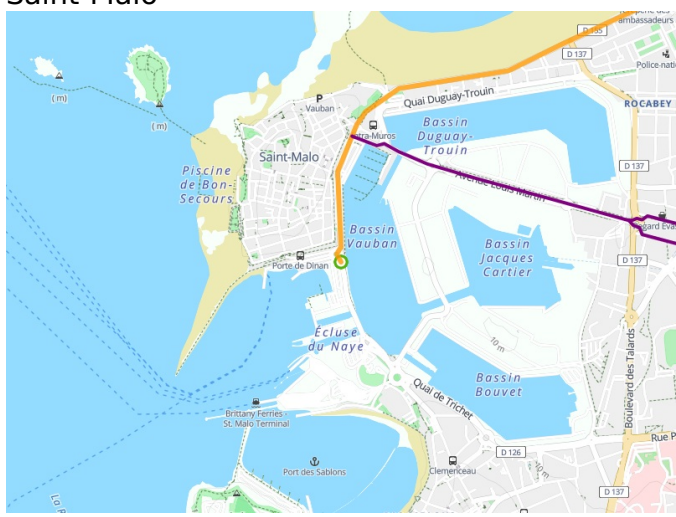 Saint-Malo
ambassadeurs
D 155
D 137
Police-nati
ROCABEY
P
Vauban
Quai Duguay-Trouin
Intra-Muros
Bassin
Duguay-
Trouin
( m)
( m)
Saint-Malo
D 137
Piscine
de Bon-
Secours
Avenue Louis Martin
Bassin
Vauban
Bassin
Jacques
Cartier
D 137
Porte de Dinan
Écluse
du Naye
10 m
Boulevard des Talards
Bassin
Bouvet
Quai de Trichet
Brittany Ferries -
St. Malo Terminal
Rue P
D 126
Port des Sablons
Clemenceau
10 m
D 137